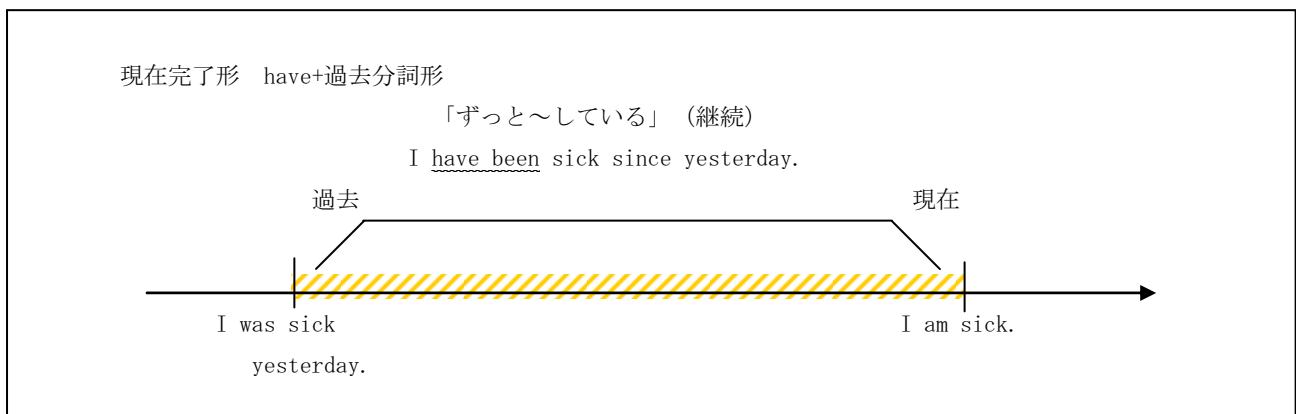 現在完了形　have+過去分詞形
「ずっと～している」（継続）
I have been sick since yesterday.
過去　現在
I was sick　I am sick.
yesterday.